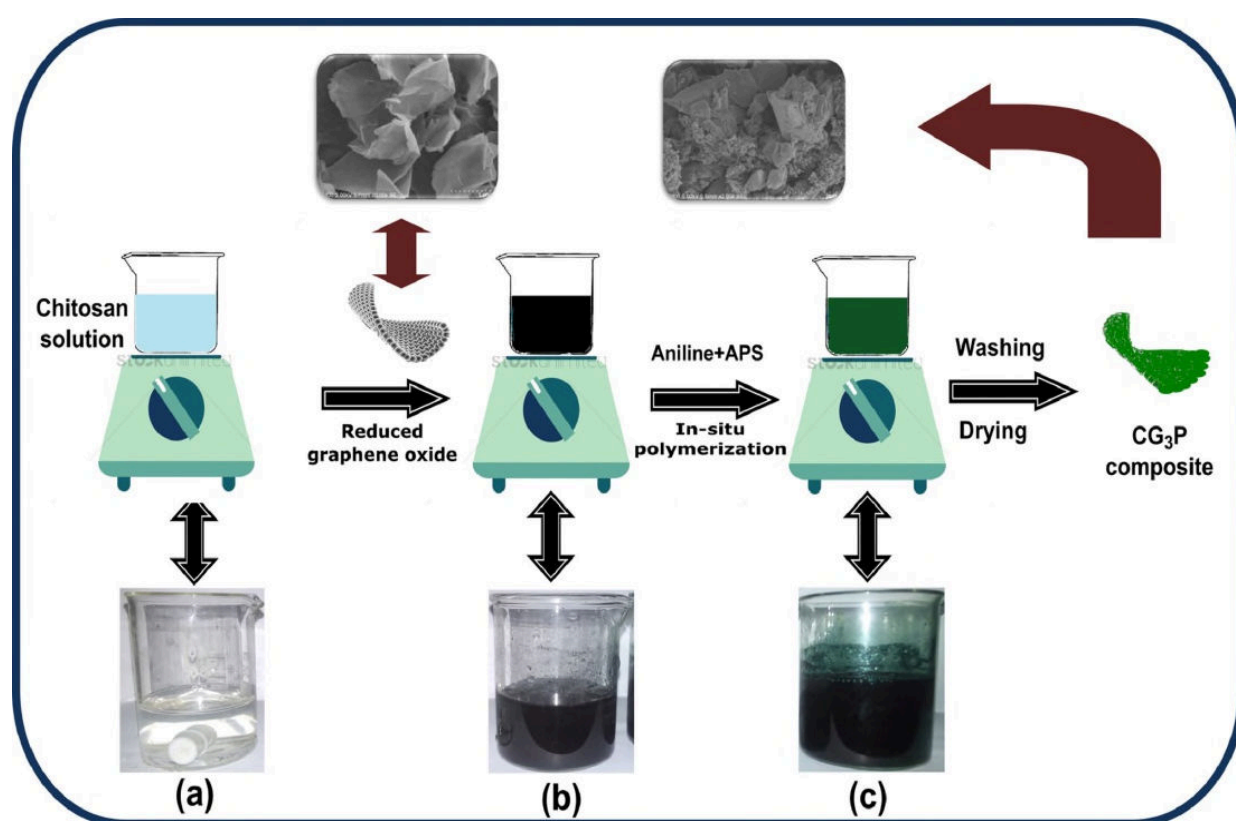 Chitosan
solution
Reduced
graphene oxide
Aniline+APS
In-situ
polymerization
Washing
Drying
CG₃P
composite
(a)
(b)
(c)